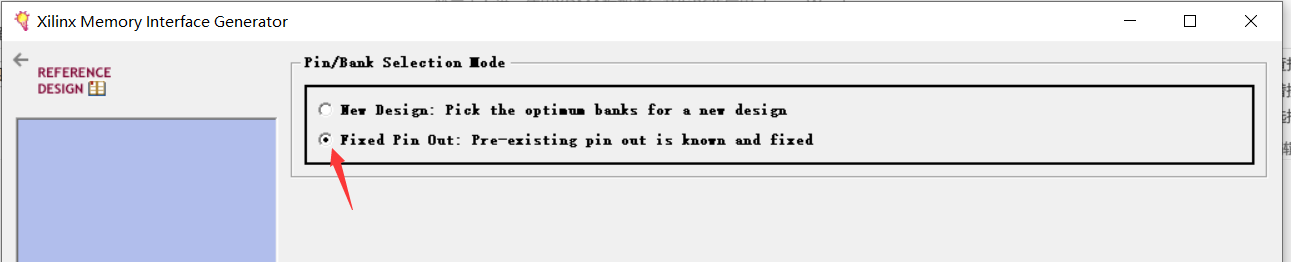 Xilinx Memory Interface Generator
REFERENCE
DESIGN
Pin/Bank Selection Mode
New Design: Pick the optimum banks for a new design
Fixed Pin Out: Pre-existing pin out is known and fixed